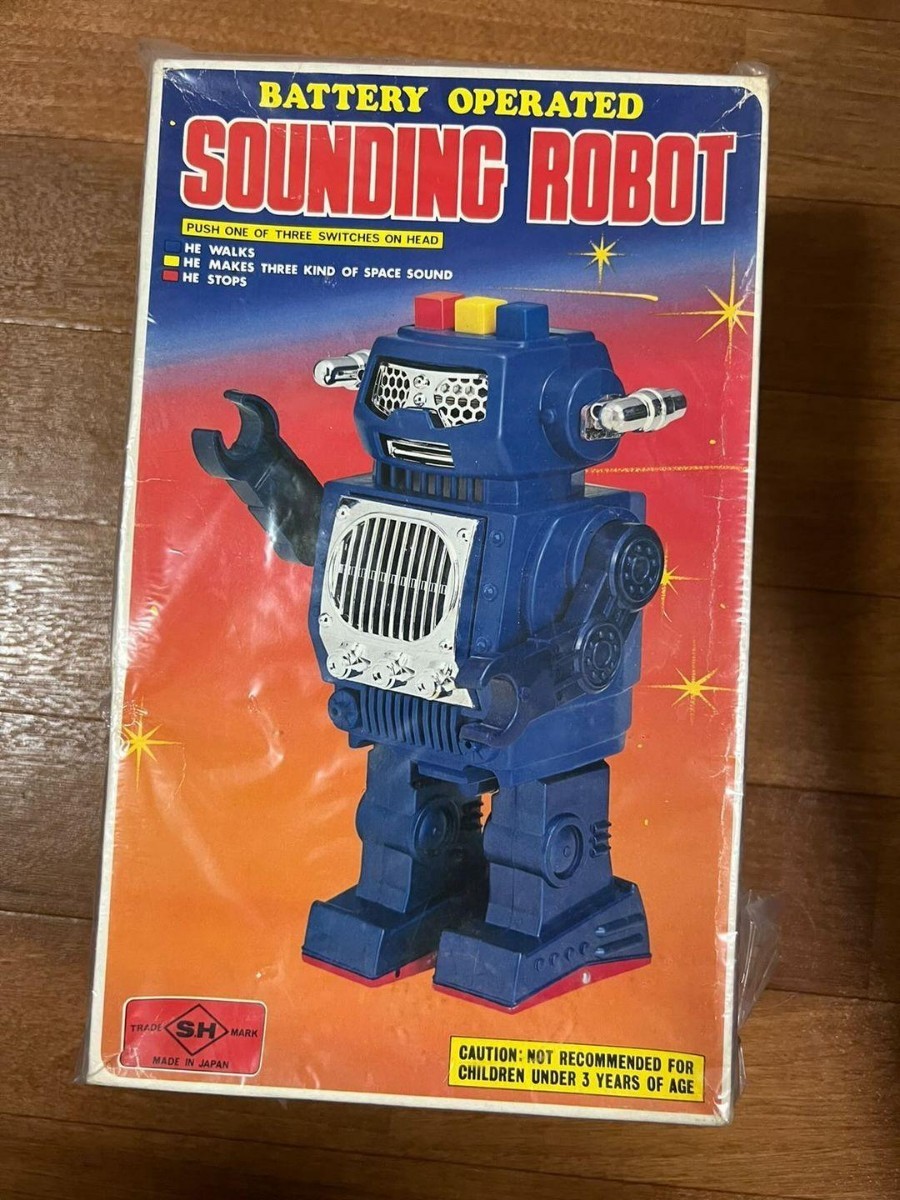 BATTERY OPERATED
SOUNDING ROBOT
PUSH ONE OF THREE SWITCHES ON HEAD
HE WALKS
HE MAKES THREE KIND OF SPACE SOUND
HE STOPS
TRADE S.H MARK
MADE IN JAPAN
CAUTION: NOT RECOMMENDED FOR
CHILDREN UNDER 3 YEARS OF AGE